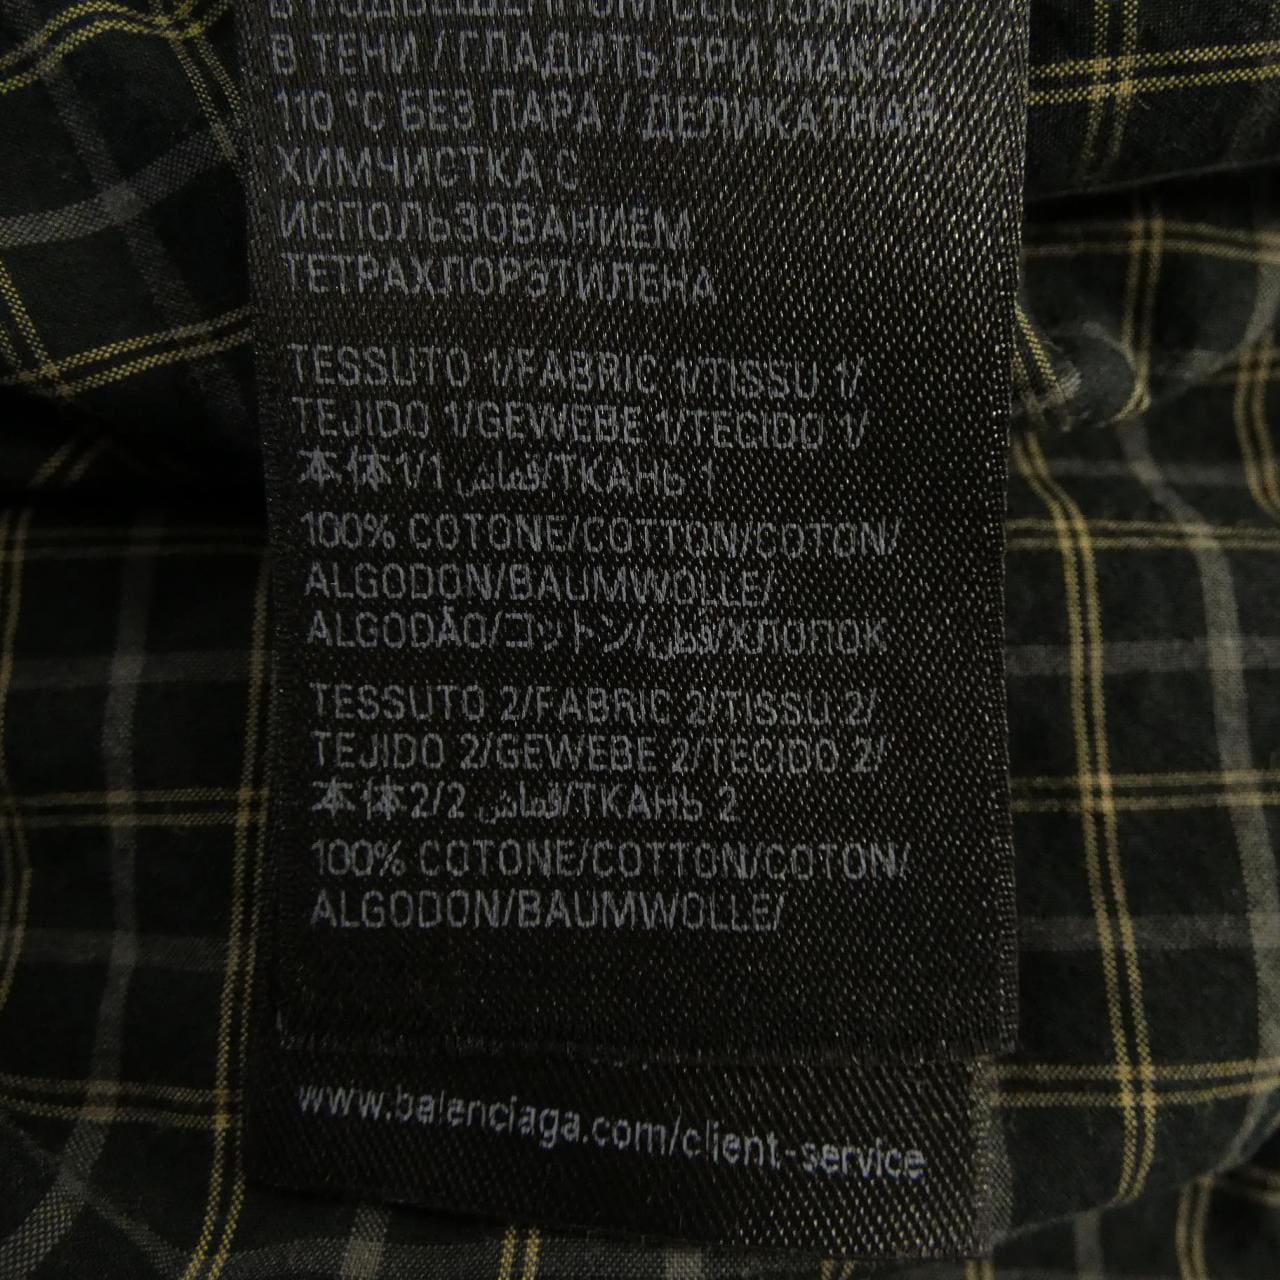 В ПОДВЕШЕННОМ СОСТОЯНИИ
В ТЕНИ / ГЛАДИТЬ ПРИ МАКС
110 °C БЕЗ ПАРА / ДЕЛИКАТНАЯ
ХИМЧИСТКА С
ИСПОЛЬЗОВАНИЕМ
ТЕТРАХЛОРЭТИЛЕНА
TESSUTO 1/FABRIC 1/TISSU 1/
TEJIDO 1/GEWEBE 1/TECIDO 1/
本体1/1 قماش/ТКАНЬ 1
100% COTONE/COTTON/COTON/
ALGODON/BAUMWOLLE/
ALGODÃO/コットン/قطن/ХЛОПОК
TESSUTO 2/FABRIC 2/TISSU 2/
TEJIDO 2/GEWEBE 2/TECIDO 2/
本体2/2 قماش/ТКАНЬ 2
100% COTONE/COTTON/COTON/
ALGODON/BAUMWOLLE/
www.balenciaga.com/client-service